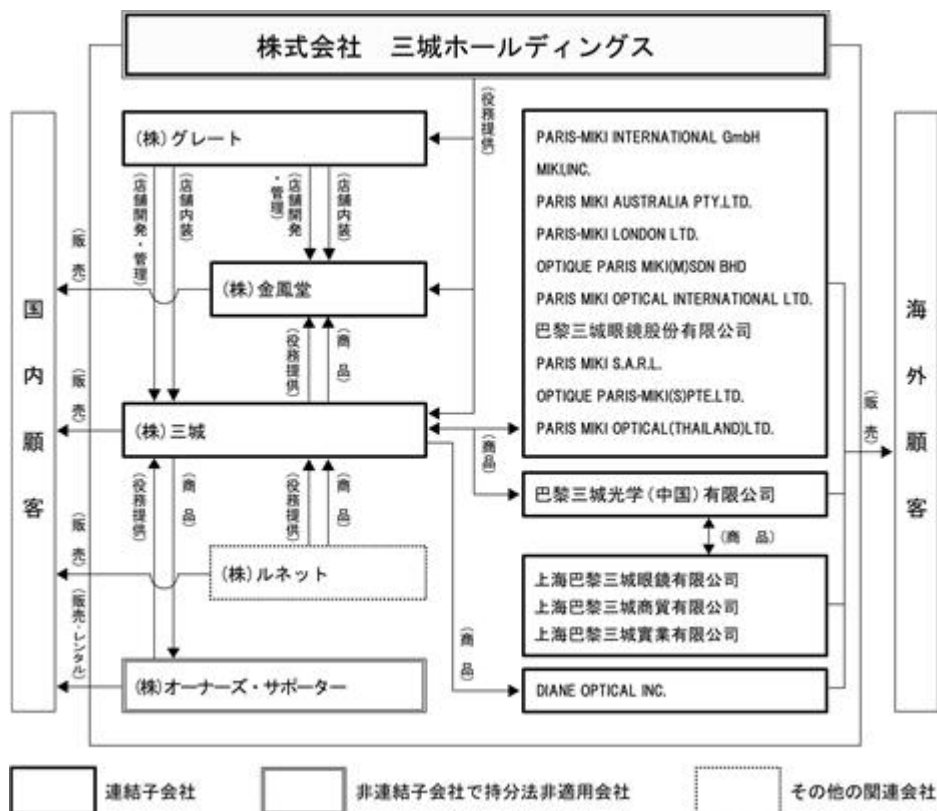 株式会社 三城ホールディングス
(役務提供)
(株)グレート
(店舗開発・管理)
(店舗内装)
(店舗開発・管理)
(店舗内装)
(販 売)
(株)金鳳堂
(役務提供)
(商 品)
(販 売)
(株)三城
(役務提供)
(商 品)
(役務提供)
(商 品)
(販 売)
(株)ルネット
(販売・レンタル)
(株)オーナーズ・サポーター
国内顧客
PARIS-MIKI INTERNATIONAL GmbH
MIKI,INC.
PARIS MIKI AUSTRALIA PTY.LTD.
PARIS-MIKI LONDON LTD.
OPTIQUE PARIS MIKI(M)SDN BHD
PARIS MIKI OPTICAL INTERNATIONAL LTD.
巴黎三城眼鏡股份有限公司
PARIS MIKI S.A.R.L.
OPTIQUE PARIS-MIKI(S)PTE.LTD.
PARIS MIKI OPTICAL(THAILAND)LTD.
(商品)
巴黎三城光学(中国)有限公司
(商 品)
上海巴黎三城眼鏡有限公司
上海巴黎三城商貿有限公司
上海巴黎三城實業有限公司
(商 品)
DIANE OPTICAL INC.
(販 売)
海外顧客
連結子会社
非連結子会社で持分法非適用会社
その他の関連会社